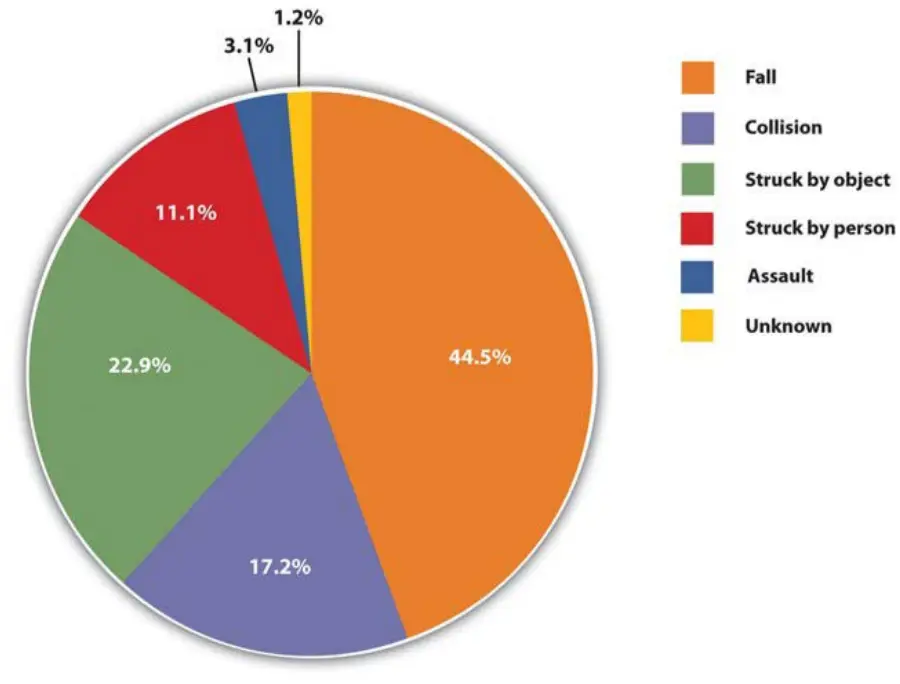 1.2%
3.1%
11.1%
22.9%
44.5%
17.2%
Fall
Collision
Struck by object
Struck by person
Assault
Unknown